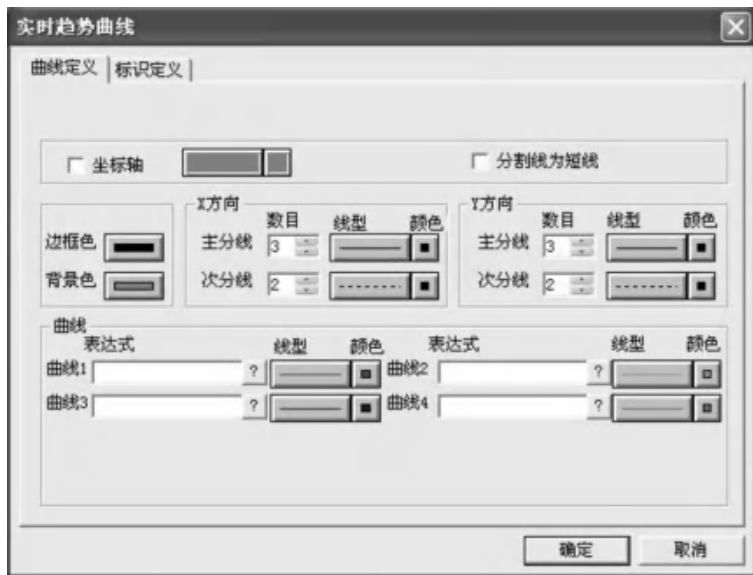 实时趋势曲线
曲线定义 标识定义
坐标轴 分割线为短线
X方向 Y方向
数目 线型 颜色 数目 线型 颜色
边框色 主分线 3 主分线 3
背景色 次分线 2 次分线 2
曲线
表达式 线型 颜色 表达式 线型 颜色
曲线1 ? 曲线2 ?
曲线3 ? 曲线4 ?
确定 取消